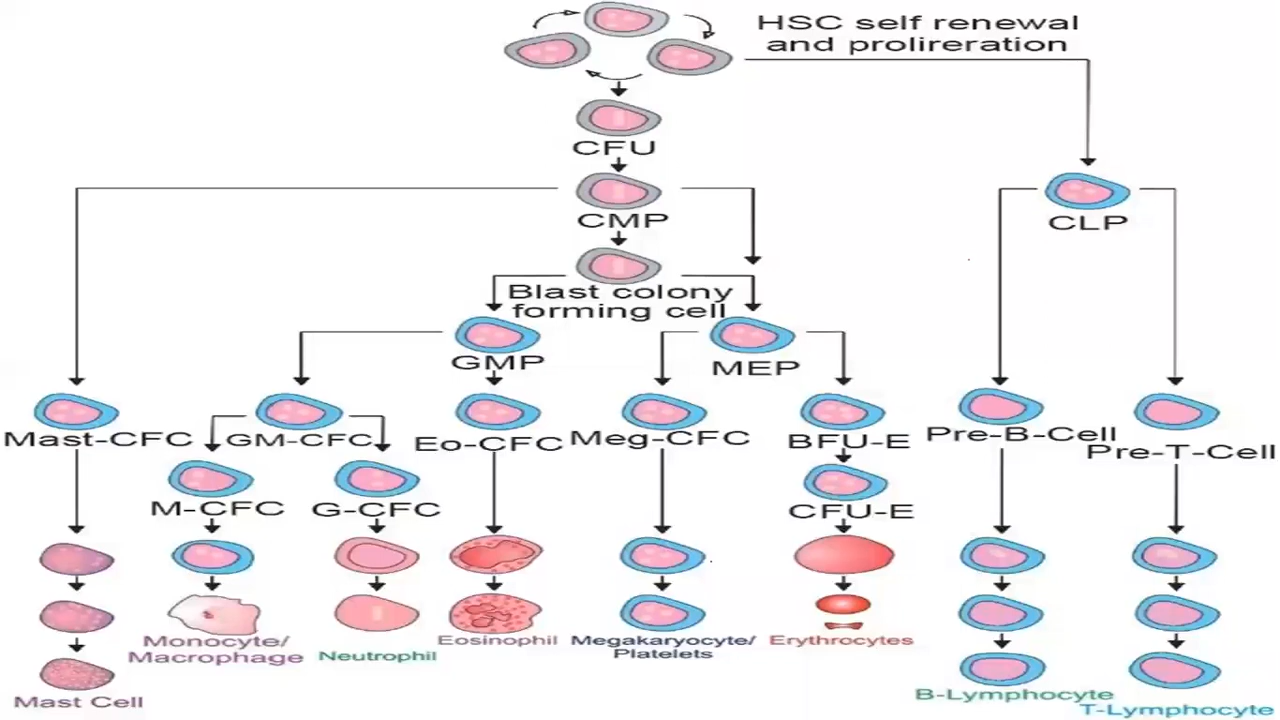 HSC self renewal
and prolireration
CFU
CMP
CLP
Blast colony
forming cell
GMP
MEP
Mast-CFC
GM-CFC
Eo-CFC
Meg-CFC
BFU-E
Pre-B-Cell
Pre-T-Cell
M-CFC
G-CFC
CFU-E
Monocyte/
Macrophage
Neutrophil
Eosinophil
Megakaryocyte/
Platelets
Erythrocytes
Mast Cell
B-Lymphocyte
T-Lymphocyte